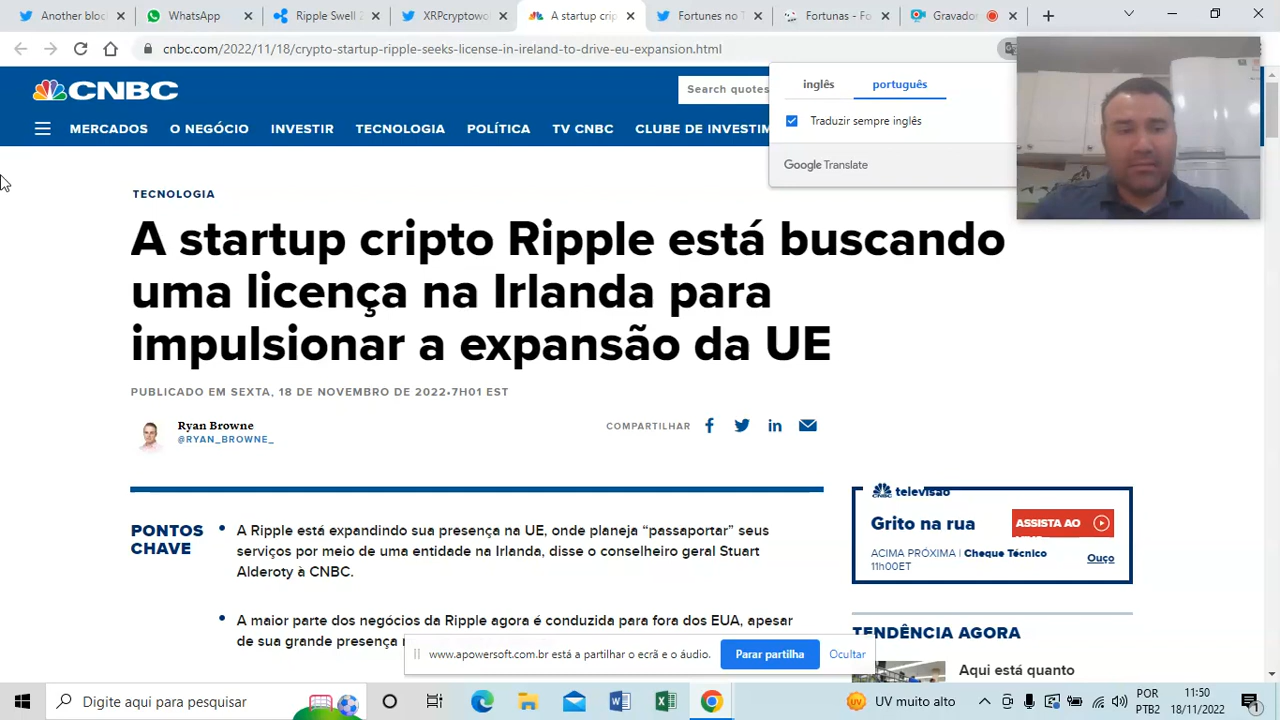 Another bloc
WhatsApp
Ripple Swell 2
XRPcryptowo
A startup crip
Fortunes no T
Fortunas - Fo
Gravador
cnbc.com/2022/11/18/crypto-startup-ripple-seeks-license-in-ireland-to-drive-eu-expansion.html
CNBC
Search quotes
inglês português
Traduzir sempre inglês
Google Translate
MERCADOS O NEGÓCIO INVESTIR TECNOLOGIA POLÍTICA TV CNBC CLUBE DE INVESTIM
TECNOLOGIA
A startup cripto Ripple está buscando
uma licença na Irlanda para
impulsionar a expansão da UE
PUBLICADO EM SEXTA, 18 DE NOVEMBRO DE 2022•7H01 EST
Ryan Browne
@RYAN_BROWNE_
COMPARTILHAR
PONTOS
CHAVE
• A Ripple está expandindo sua presença na UE, onde planeja “passaportar” seus
serviços por meio de uma entidade na Irlanda, disse o conselheiro geral Stuart
Alderoty à CNBC.
• A maior parte dos negócios da Ripple agora é conduzida para fora dos EUA, apesar
de sua grande presença
televisão
Grito na rua
ASSISTA AO
ACIMA PRÓXIMA | Cheque Técnico
11h00ET
Ouço
TENDÊNCIA AGORA
Aqui está quanto
www.apowersoft.com.br está a partilhar o ecrã e o áudio.
Parar partilha
Ocultar
Digite aqui para pesquisar
UV muito alto
POR
PTB2
11:50
18/11/2022
1